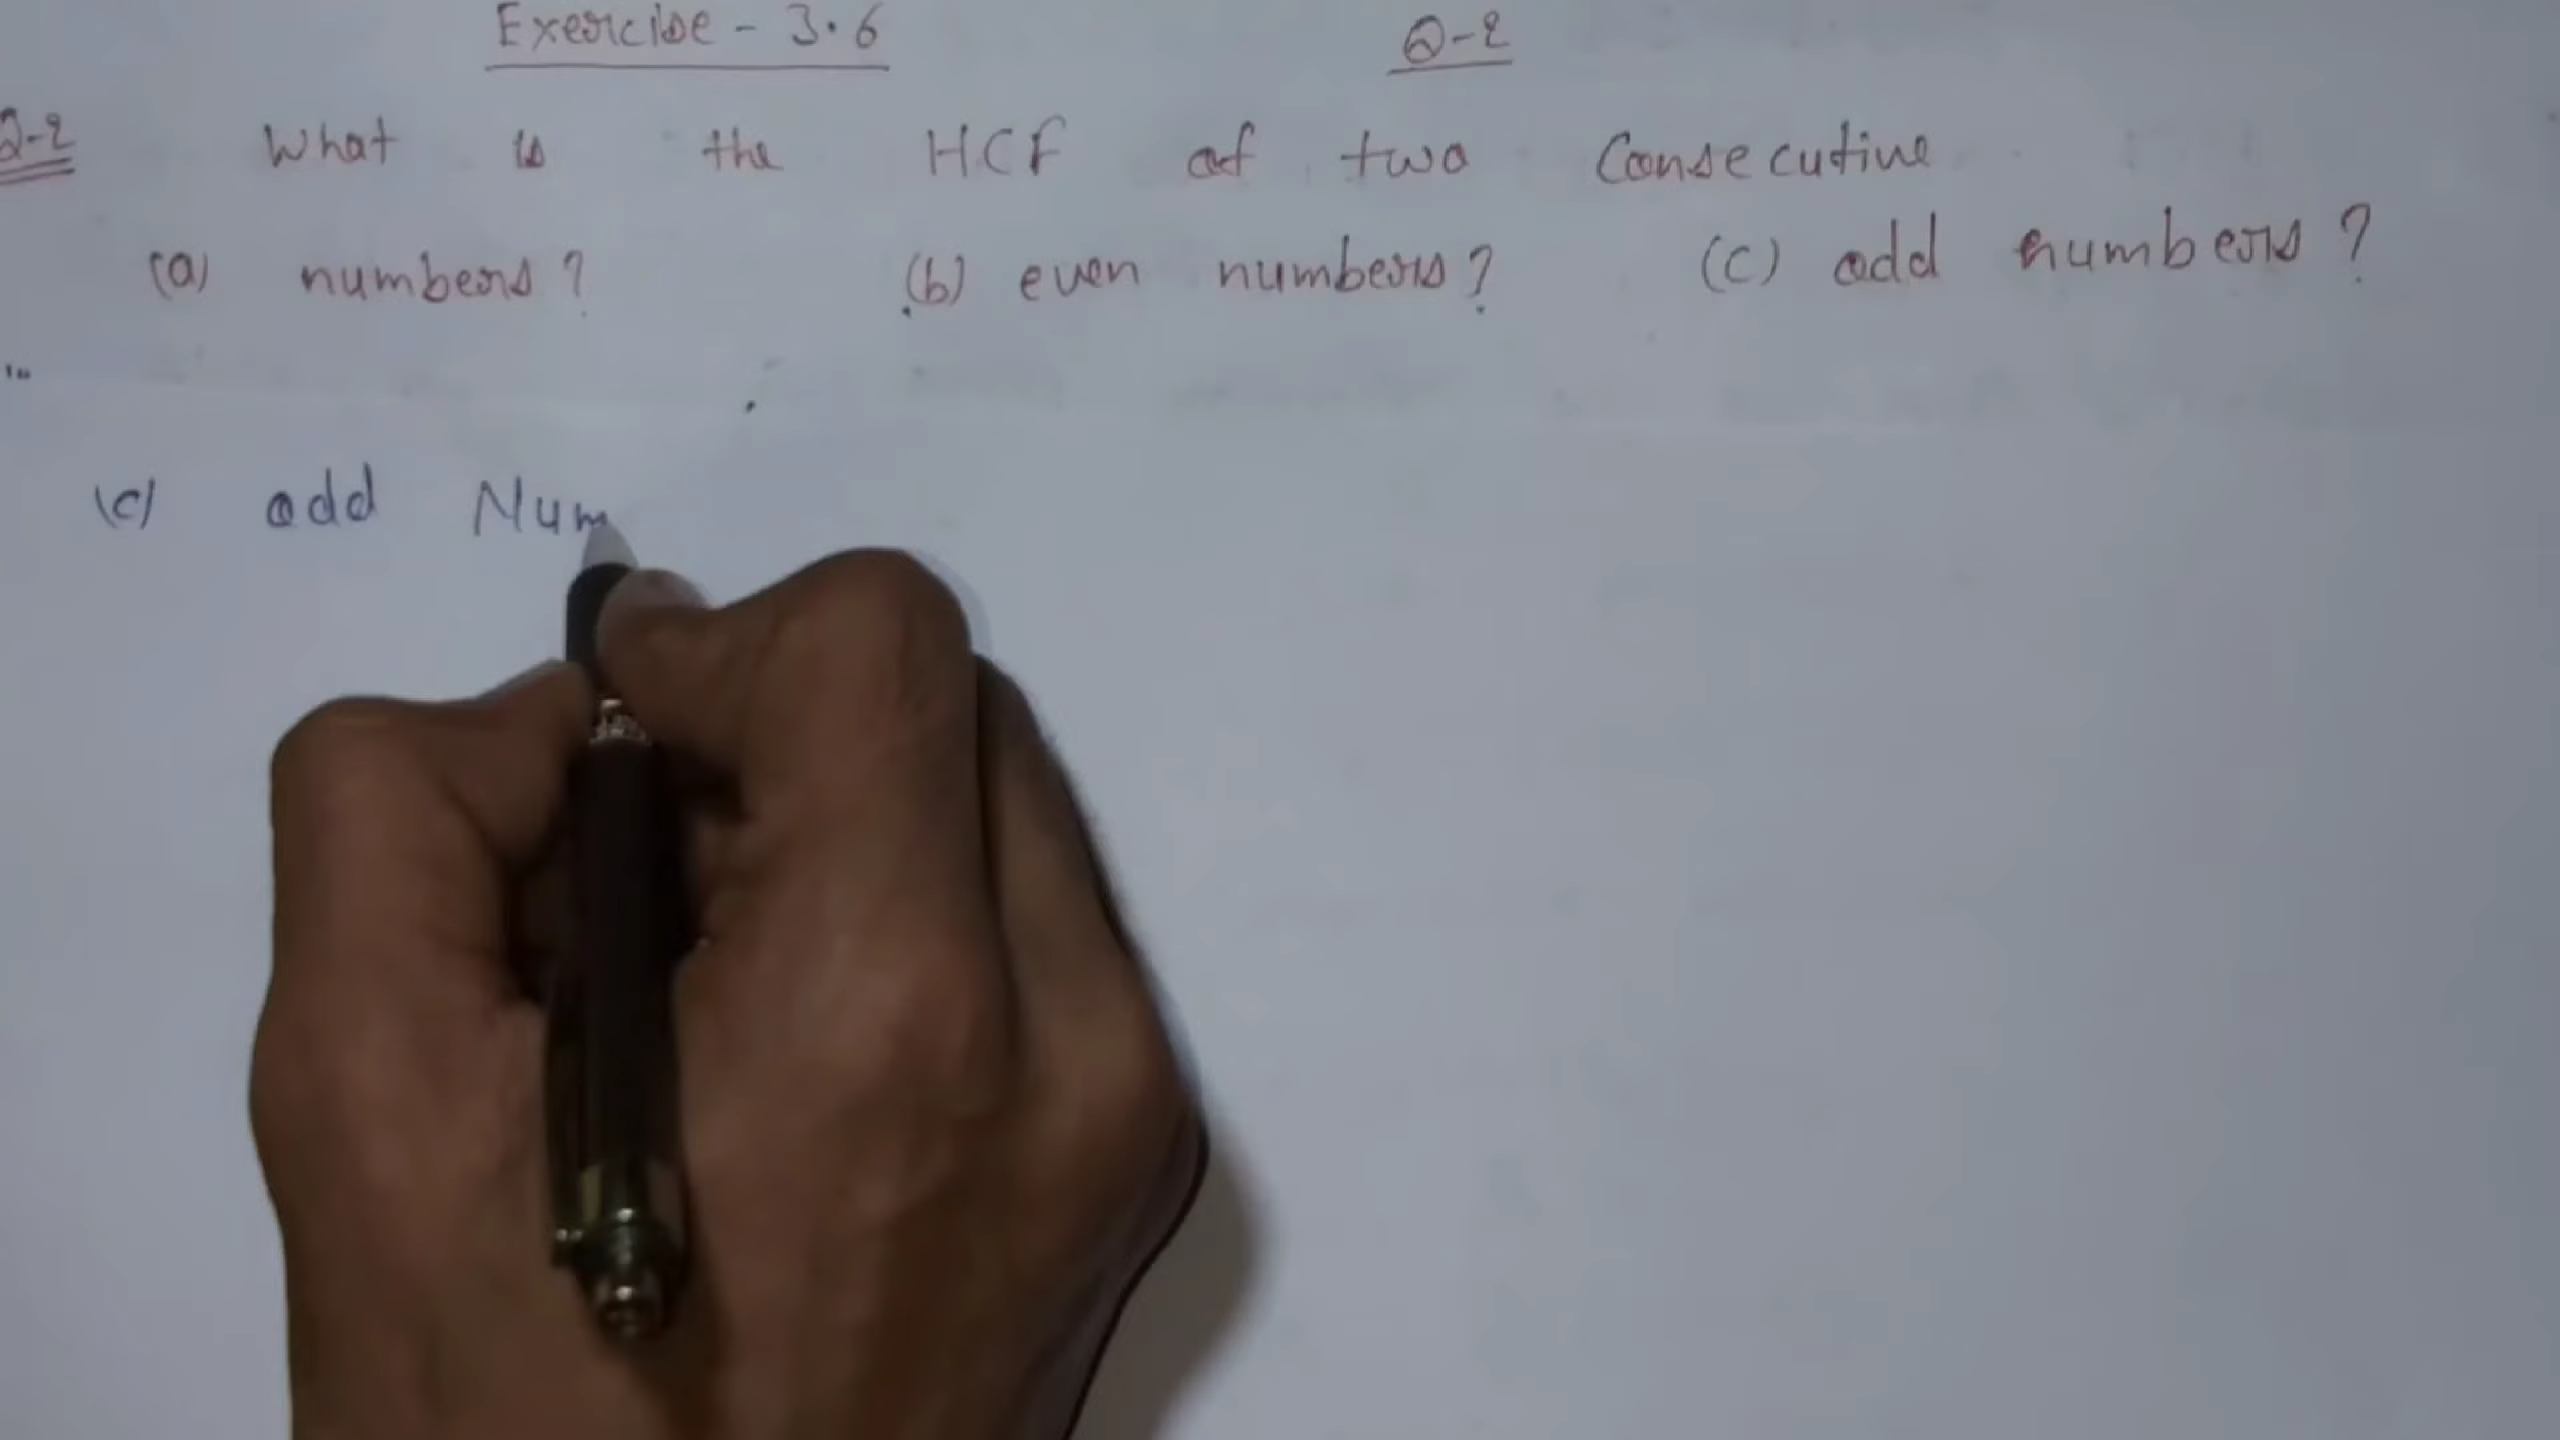 Exercise - 3.6 Q-2
Q-2 What is the HCF of two Consecutive
(a) numbers? (b) even numbers? (c) odd numbers?
(c) odd Num